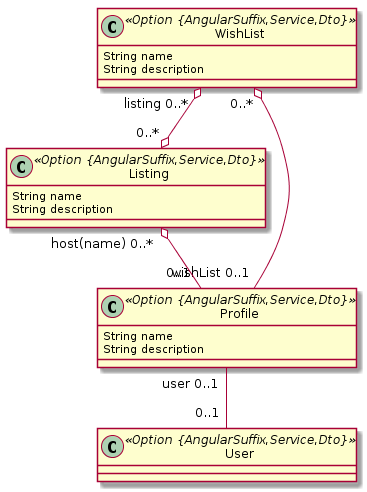 C <<Option {AngularSuffix,Service,Dto}>>
WishList
String name
String description
listing 0..*
0..*
0..*
C <<Option {AngularSuffix,Service,Dto}>>
Listing
String name
String description
host(name) 0..*
0..1
wishList 0..1
C <<Option {AngularSuffix,Service,Dto}>>
Profile
String name
String description
user 0..1
0..1
C <<Option {AngularSuffix,Service,Dto}>>
User